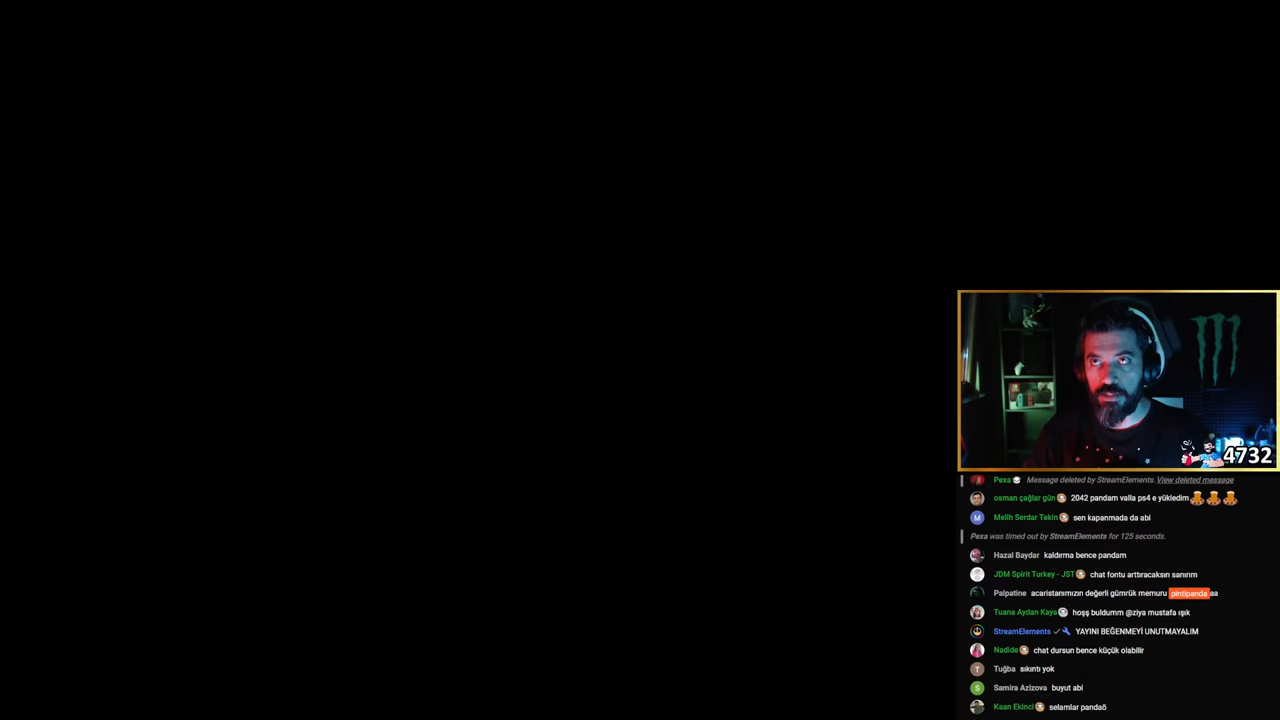 4732
Pexa Message deleted by StreamElements. View deleted message
osman çağlar gün 2042 pandam valla ps4 e yükledim
M Melih Serdar Tekin sen kapanmada da abi
Pexa was timed out by StreamElements for 125 seconds.
Hazal Baydar kaldırma bence pandam
JDM Spirit Turkey - JST chat fontu arttıracaksın sanırım
Palpatine acaristanımızın değerli gümrük memuru pintipanda aa
Tuana Aydan Kaya hoşş buldumm @ziya mustafa ışık
StreamElements YAYINI BEĞENMEYİ UNUTMAYALIM
Nadide chat dursun bence küçük olabilir
T Tuğba sıkıntı yok
S Samira Azizova buyut abi
Kaan Ekinci selamlar pandaö